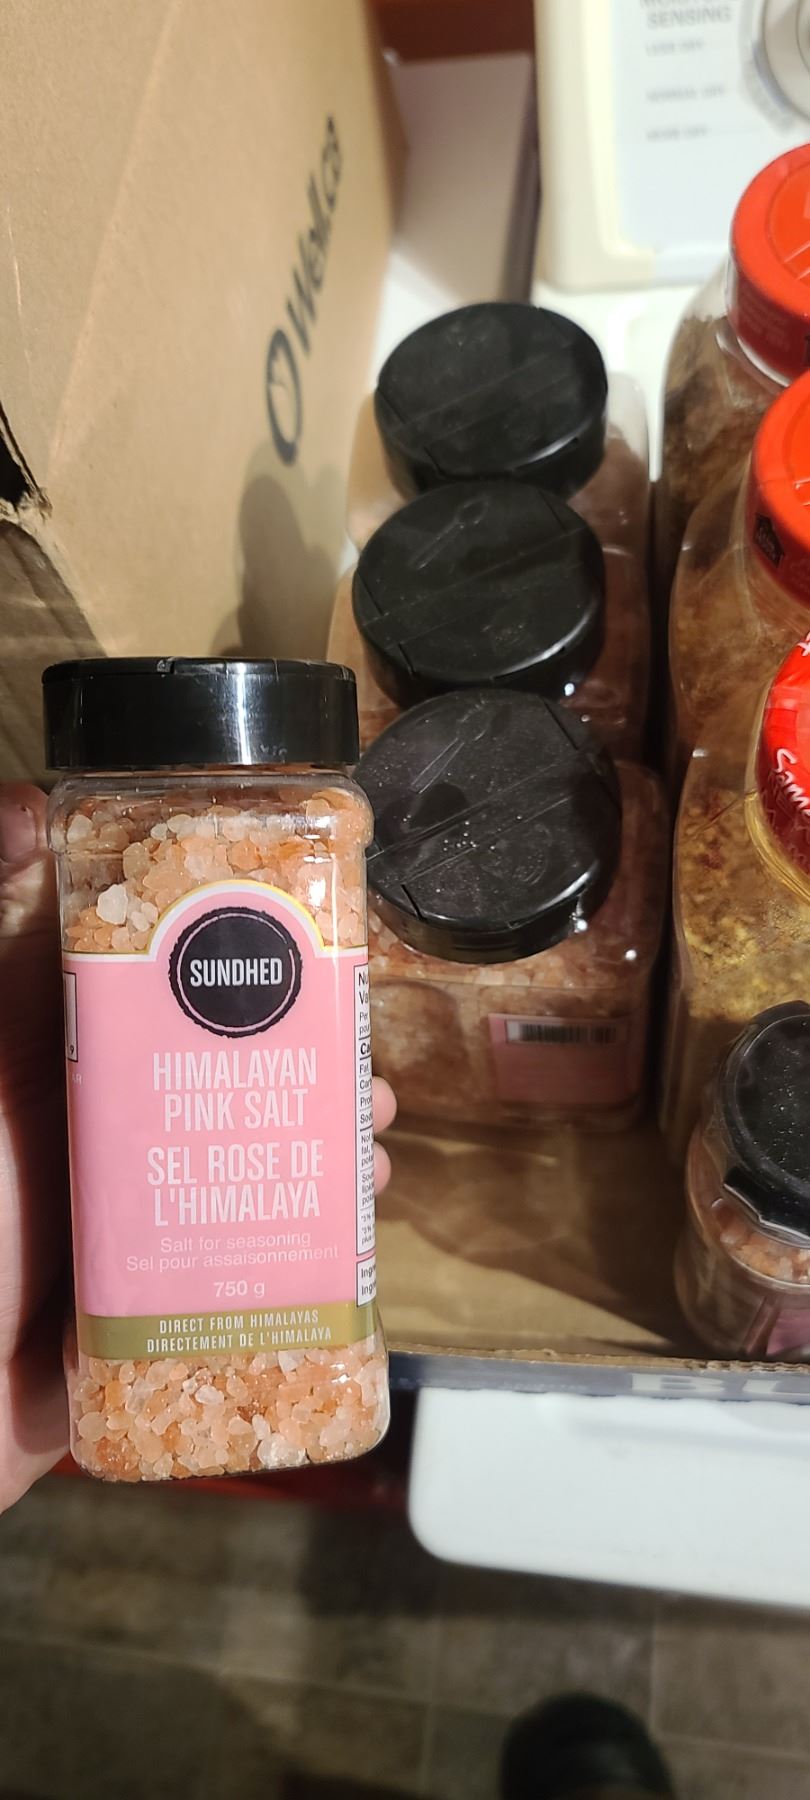 SENSING
Welco
SUNDHED
HIMALAYAN
PINK SALT
SEL ROSE DE
L'HIMALAYA
Salt for seasoning
Sel pour assaisonnement
750 g
DIRECT FROM HIMALAYAS
DIRECTEMENT DE L'HIMALAYA